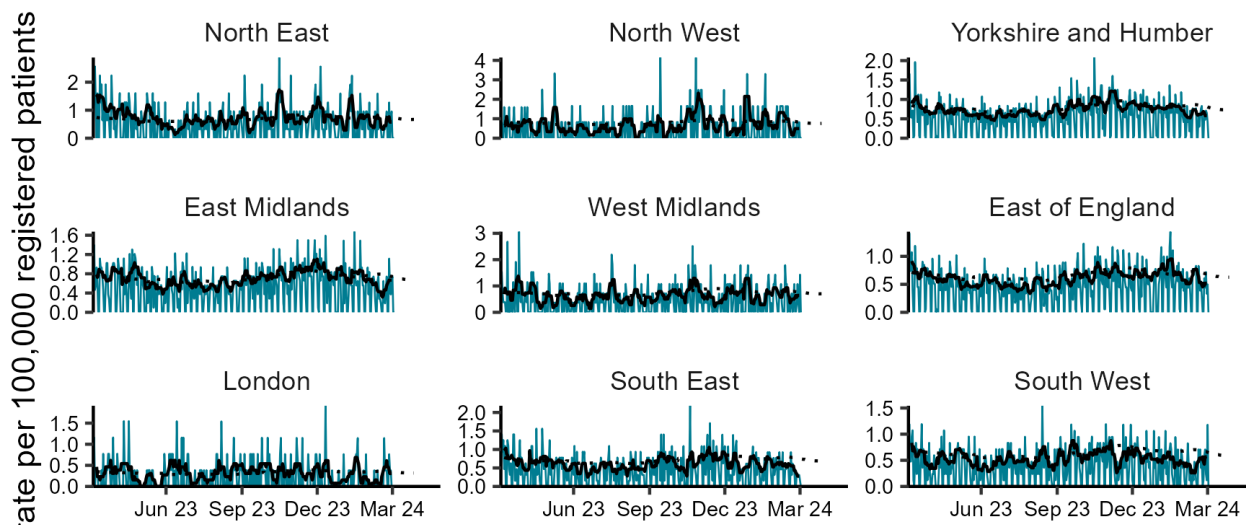 rate per 100,000 registered patients
North East
North West
Yorkshire and Humber
2
1
0
4
3
2
1
0
2.0
1.5
1.0
0.5
0.0
East Midlands
West Midlands
East of England
1.6
1.2
0.8
0.4
0.0
3
2
1
0
1.0
0.5
0.0
London
South East
South West
1.5
1.0
0.5
0.0
2.0
1.5
1.0
0.5
0.0
1.5
1.0
0.5
0.0
Jun 23 Sep 23 Dec 23 Mar 24
Jun 23 Sep 23 Dec 23 Mar 24
Jun 23 Sep 23 Dec 23 Mar 24